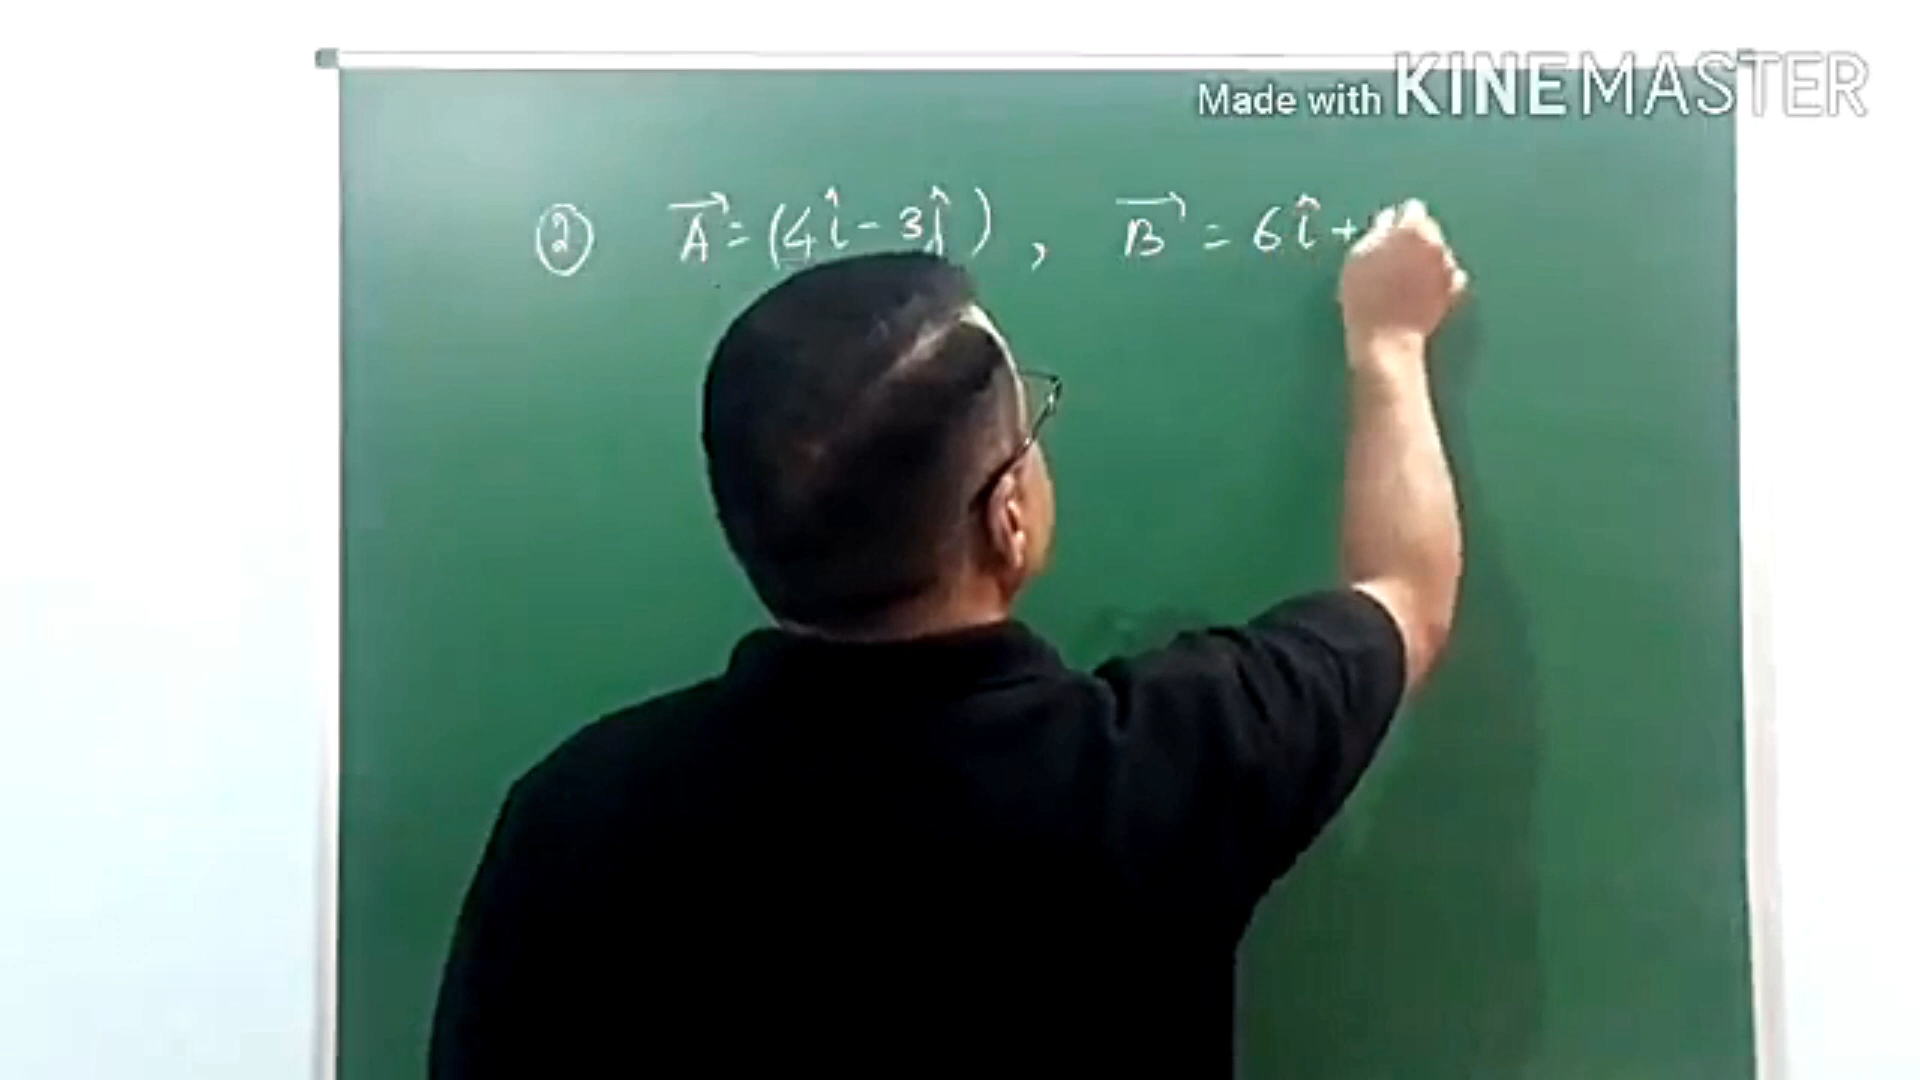 Made with KINEMASTER
② A⃗ = (4î - 3ĵ), B⃗ = 6î +